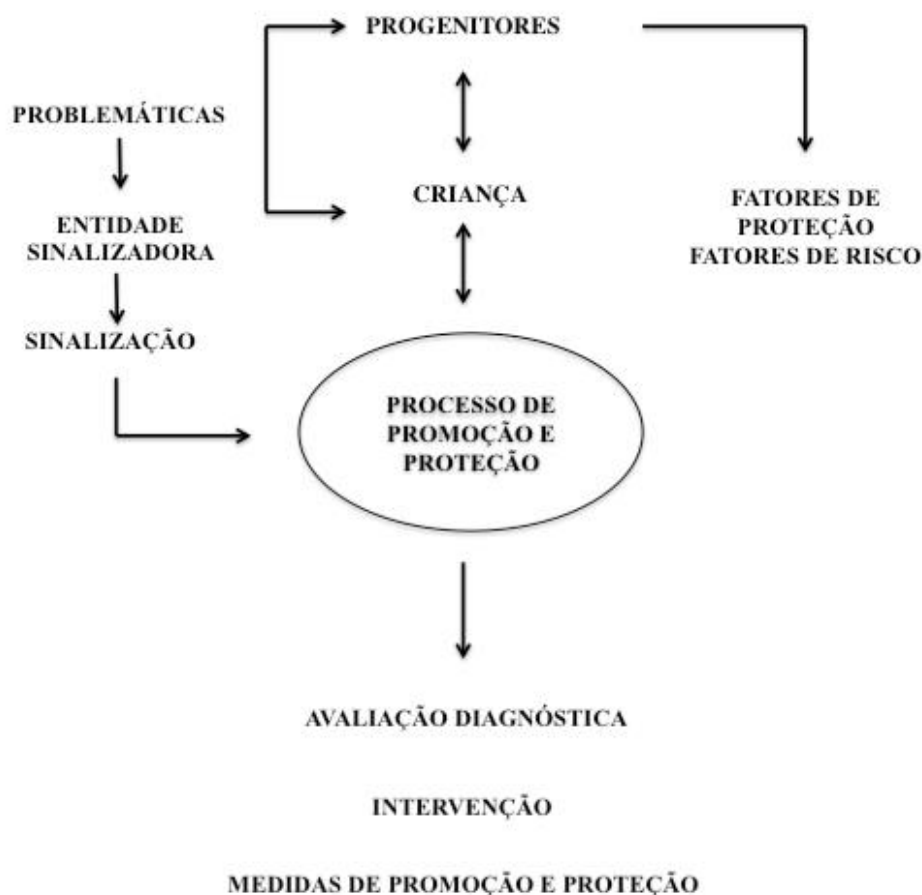 PROGENITORES
PROBLEMÁTICAS
CRIANÇA
FATORES DE
PROTEÇÃO
FATORES DE RISCO
ENTIDADE
SINALIZADORA
SINALIZAÇÃO
PROCESSO DE
PROMOÇÃO E
PROTEÇÃO
AVALIAÇÃO DIAGNÓSTICA
INTERVENÇÃO
MEDIDAS DE PROMOÇÃO E PROTEÇÃO